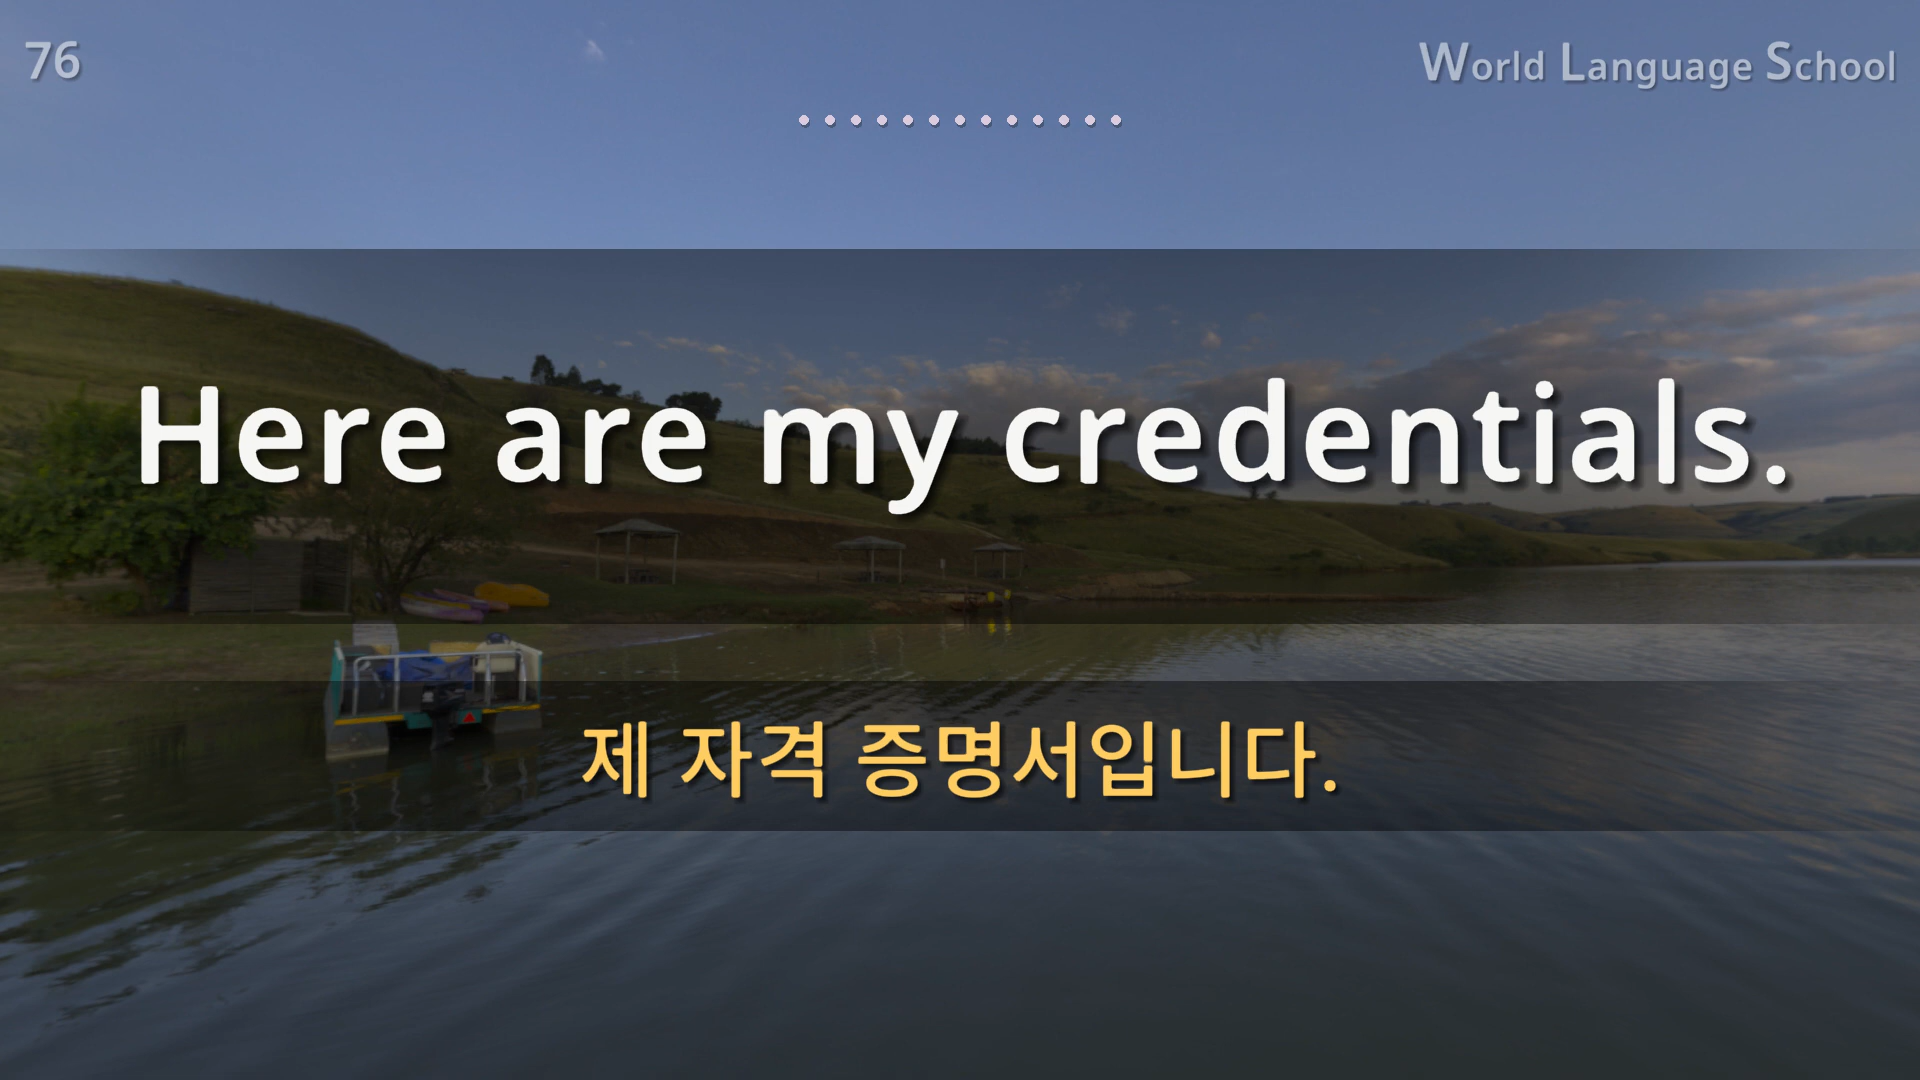 76
World Language School
Here are my credentials.
제 자격 증명서입니다.